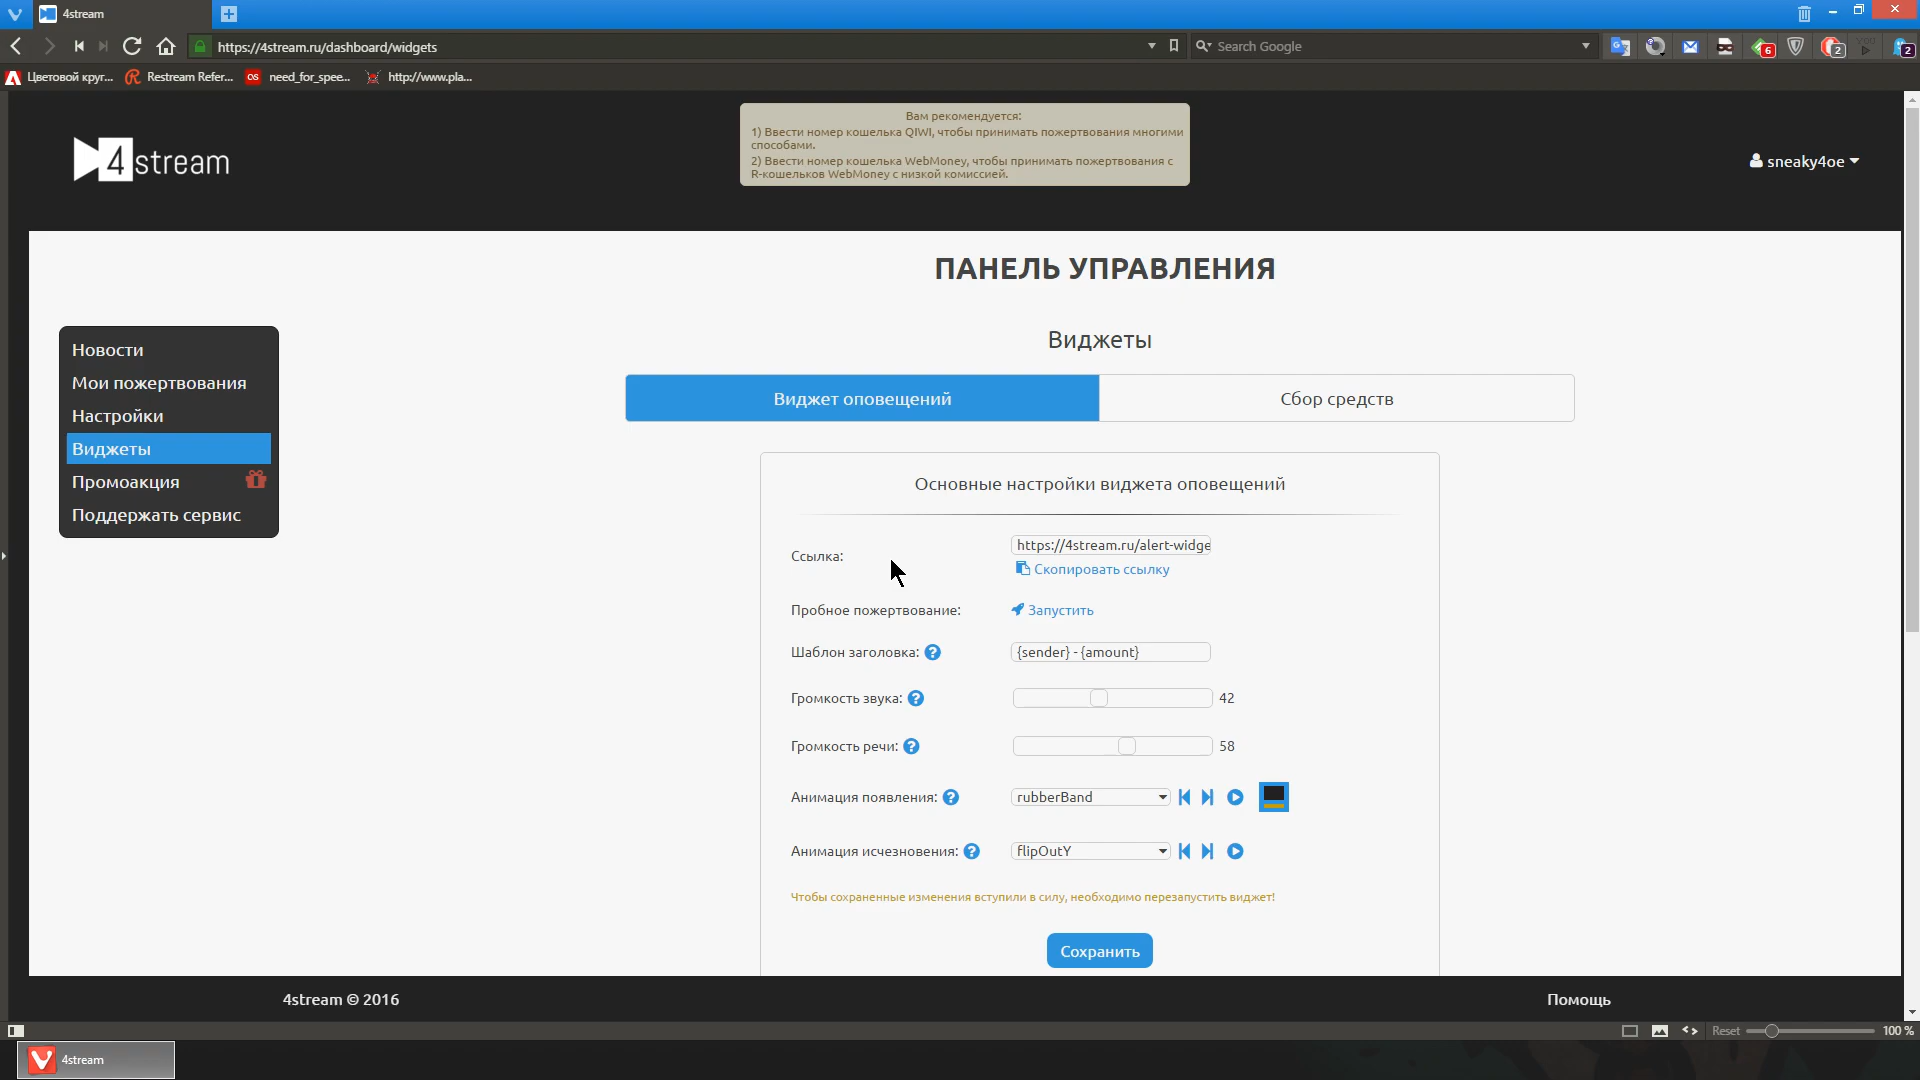 4stream
https://4stream.ru/dashboard/widgets
Search Google
6
2
2
Цветовой круг...
Restream Refer...
need_for_spee...
http://www.pla...
4stream
Вам рекомендуется:
1) Ввести номер кошелька QIWI, чтобы принимать пожертвования многими
способами.
2) Ввести номер кошелька WebMoney, чтобы принимать пожертвования с
R-кошельков WebMoney с низкой комиссией.
sneaky4oe
ПАНЕЛЬ УПРАВЛЕНИЯ
Новости
Мои пожертвования
Настройки
Виджеты
Промоакция
Поддержать сервис
Виджеты
Виджет оповещений
Сбор средств
Основные настройки виджета оповещений
Ссылка:
https://4stream.ru/alert-widge
Скопировать ссылку
Пробное пожертвование:
Запустить
Шаблон заголовка:
{sender} - {amount}
Громкость звука:
42
Громкость речи:
58
Анимация появления:
rubberBand
Анимация исчезновения:
flipOutY
Чтобы сохраненные изменения вступили в силу, необходимо перезапустить виджет!
Сохранить
4stream © 2016
Помощь
Reset
100 %
4stream